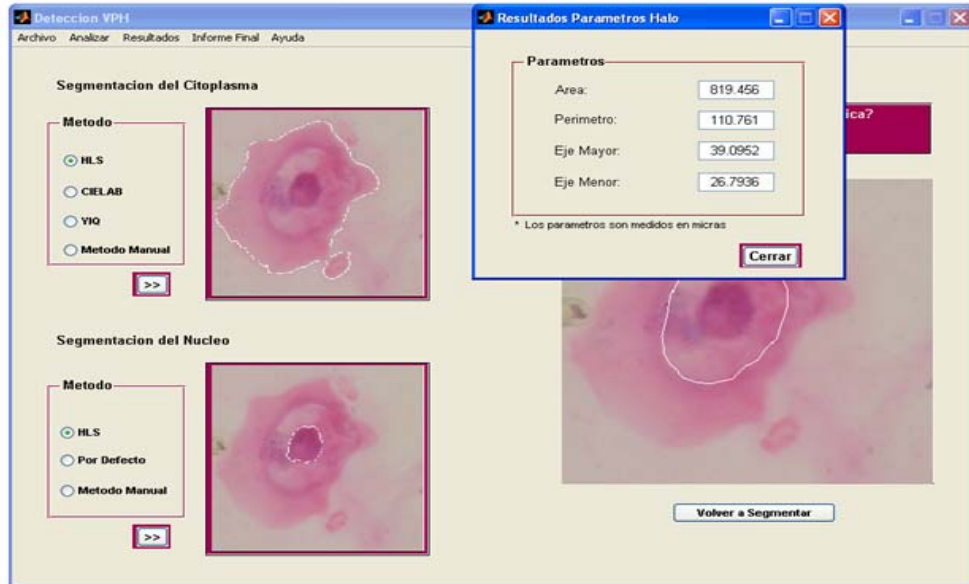 Deteccion VPH
Archivo Analizar Resultados Informe Final Ayuda
Segmentacion del Citoplasma
Metodo
HLS
CIELAB
YIQ
Metodo Manual
>>
Segmentacion del Nucleo
Metodo
HLS
Por Defecto
Metodo Manual
>>
Resultados Parametros Halo
Parametros
Area: 819.456
Perimetro: 110.761
Eje Mayor: 39.0952
Eje Menor: 26.7936
* Los parametros son medidos en micras
Cerrar
ica?
Volver a Segmentar